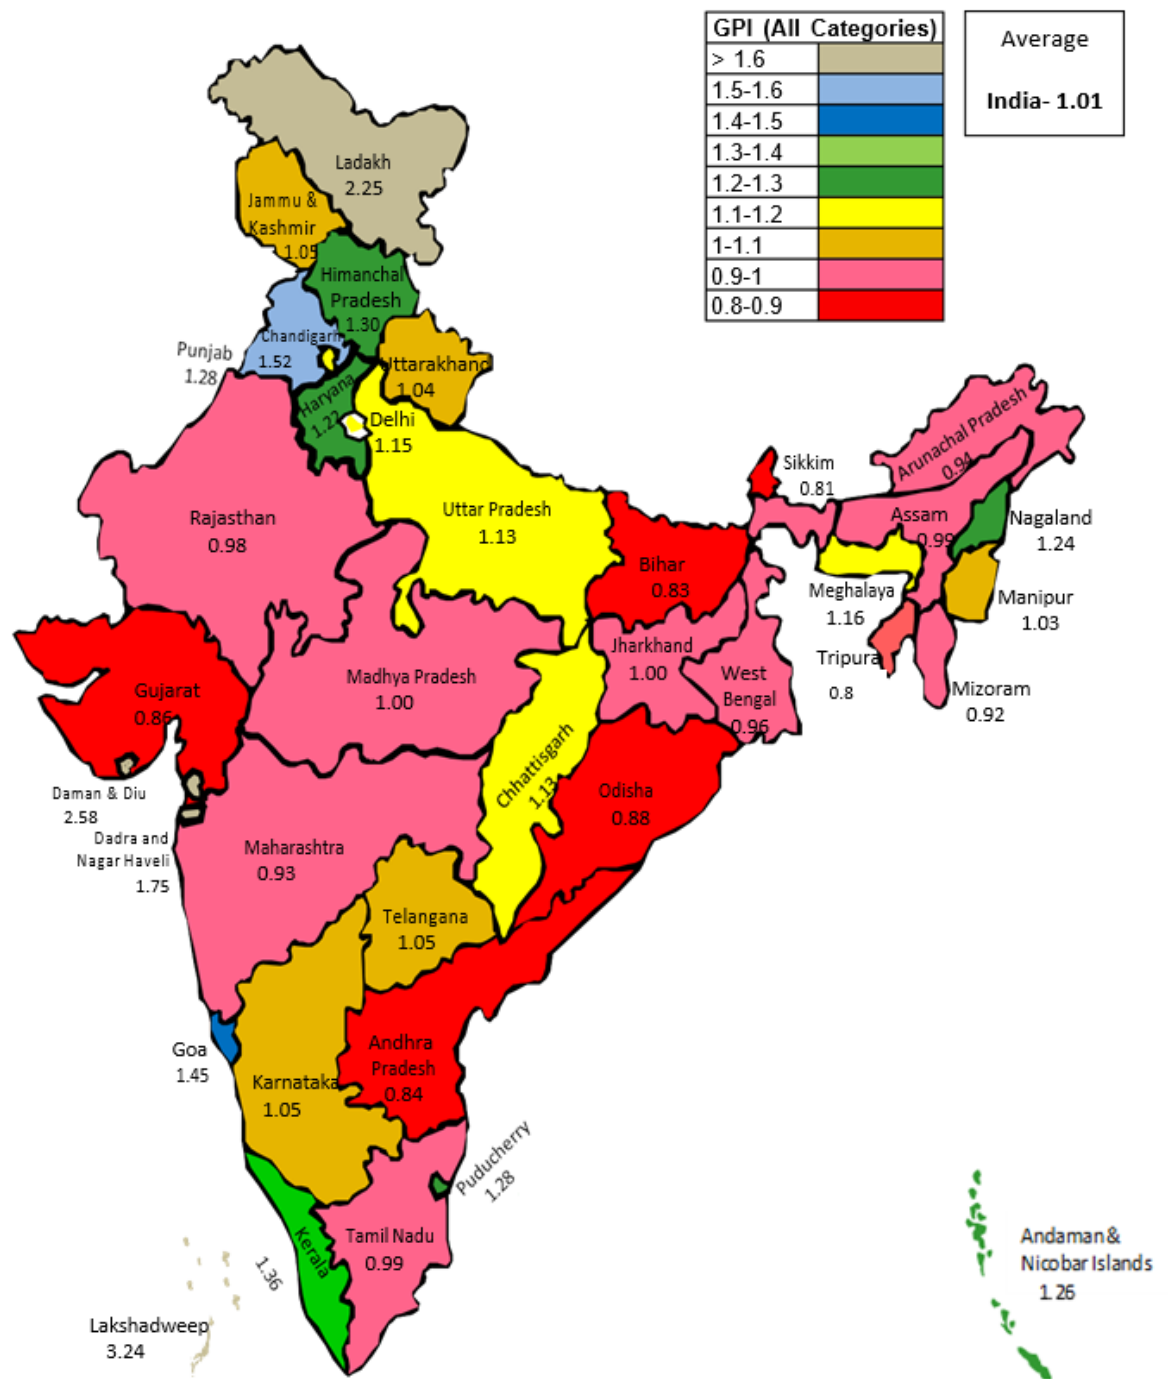 GPI (All Categories)
> 1.6
1.5-1.6
1.4-1.5
1.3-1.4
1.2-1.3
1.1-1.2
1-1.1
0.9-1
0.8-0.9
Average
India- 1.01
Ladakh
2.25
Jammu &
Kashmir
1.05
Himanchal
Pradesh
1.30
Chandigarh
1.52
Punjab
1.28
Uttarakhand
1.04
Haryana
1.22
Delhi
1.15
Rajasthan
0.98
Uttar Pradesh
1.13
Bihar
0.83
Sikkim
0.81
Arunachal Pradesh
0.94
Assam
0.99
Nagaland
1.24
Meghalaya
1.16
Manipur
1.03
Tripura
0.8
Mizoram
0.92
Jharkhand
1.00
West
Bengal
0.96
Madhya Pradesh
1.00
Gujarat
0.86
Daman & Diu
2.58
Dadra and
Nagar Haveli
1.75
Chhattisgarh
1.13
Odisha
0.88
Maharashtra
0.93
Telangana
1.05
Goa
1.45
Karnataka
1.05
Andhra
Pradesh
0.84
Puducherry
1.28
Kerala
1.36
Tamil Nadu
0.99
Lakshadweep
3.24
Andaman &
Nicobar Islands
1.26